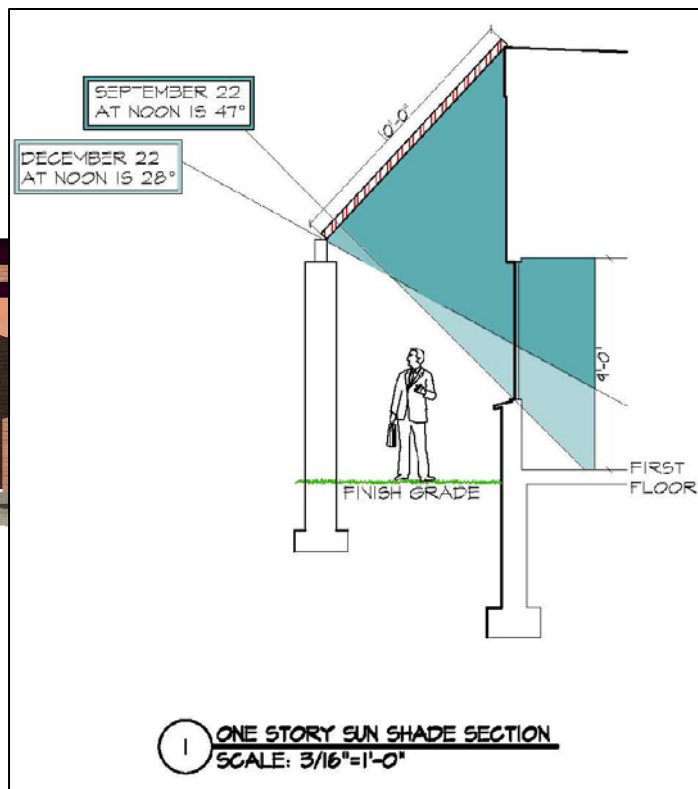 SEPTEMBER 22
AT NOON IS 47°
DECEMBER 22
AT NOON IS 28°
10'-0"
9'-0"
FINISH GRADE
FIRST
FLOOR
1
ONE STORY SUN SHADE SECTION
SCALE: 3/16"=1'-0"